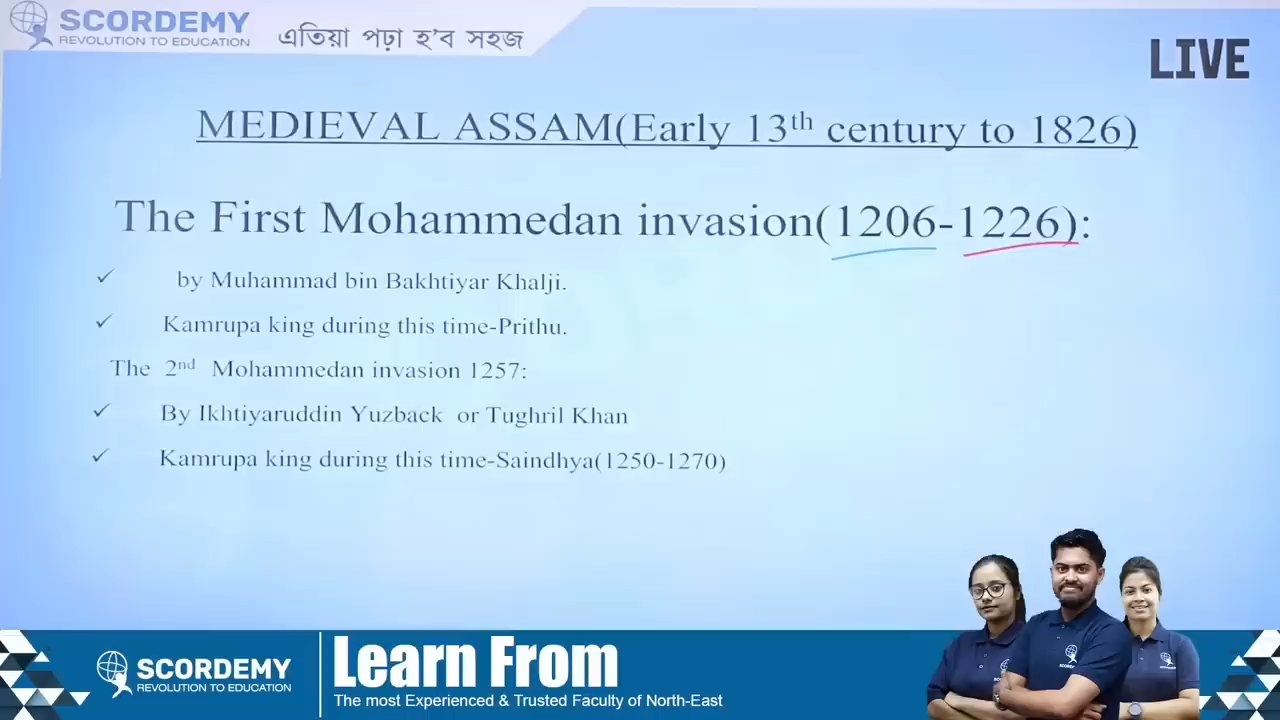 SCORDEMY
REVOLUTION TO EDUCATION
এতিয়া পঢ়া হ'ব সহজ
LIVE
MEDIEVAL ASSAM(Early 13th century to 1826)
The First Mohammedan invasion(1206-1226):
✓ by Muhammad bin Bakhtiyar Khalji.
✓ Kamrupa king during this time-Prithu.
The 2nd Mohammedan invasion 1257:
✓ By Ikhtiyaruddin Yuzback or Tughril Khan
✓ Kamrupa king during this time-Saindhya(1250-1270)
SCORDEMY
REVOLUTION TO EDUCATION
Learn From
The most Experienced & Trusted Faculty of North-East